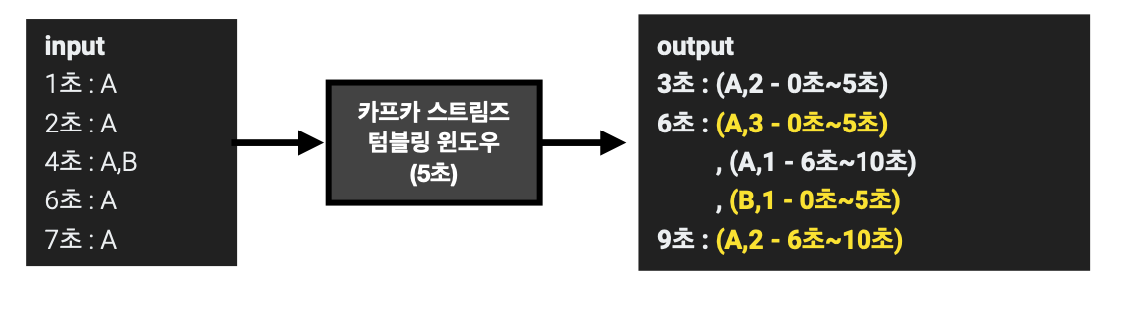 input
1초 : A
2초 : A
4초 : A,B
6초 : A
7초 : A
카프카 스트림즈
텀블링 윈도우
(5초)
output
3초 : (A,2 - 0초~5초)
6초 : (A,3 - 0초~5초)
, (A,1 - 6초~10초)
, (B,1 - 0초~5초)
9초 : (A,2 - 6초~10초)